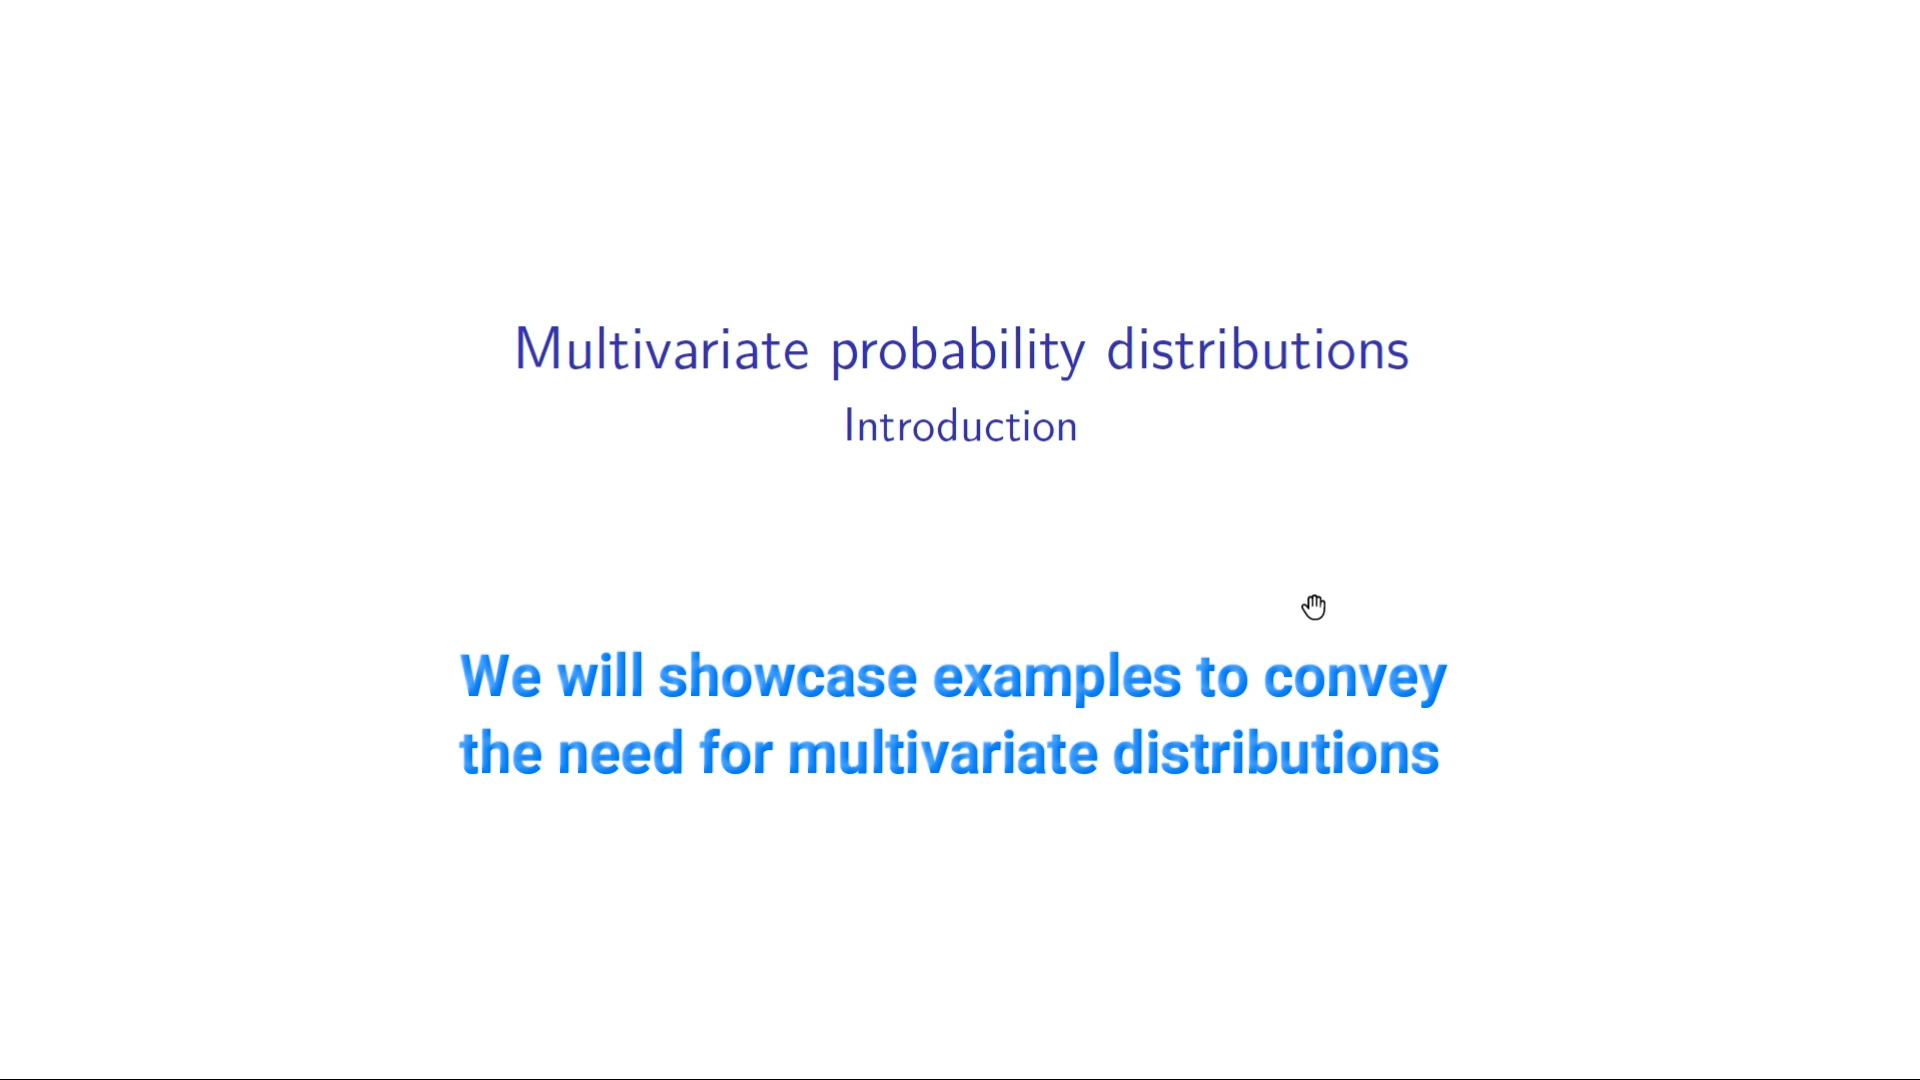 Multivariate probability distributions
Introduction
We will showcase examples to convey
the need for multivariate distributions